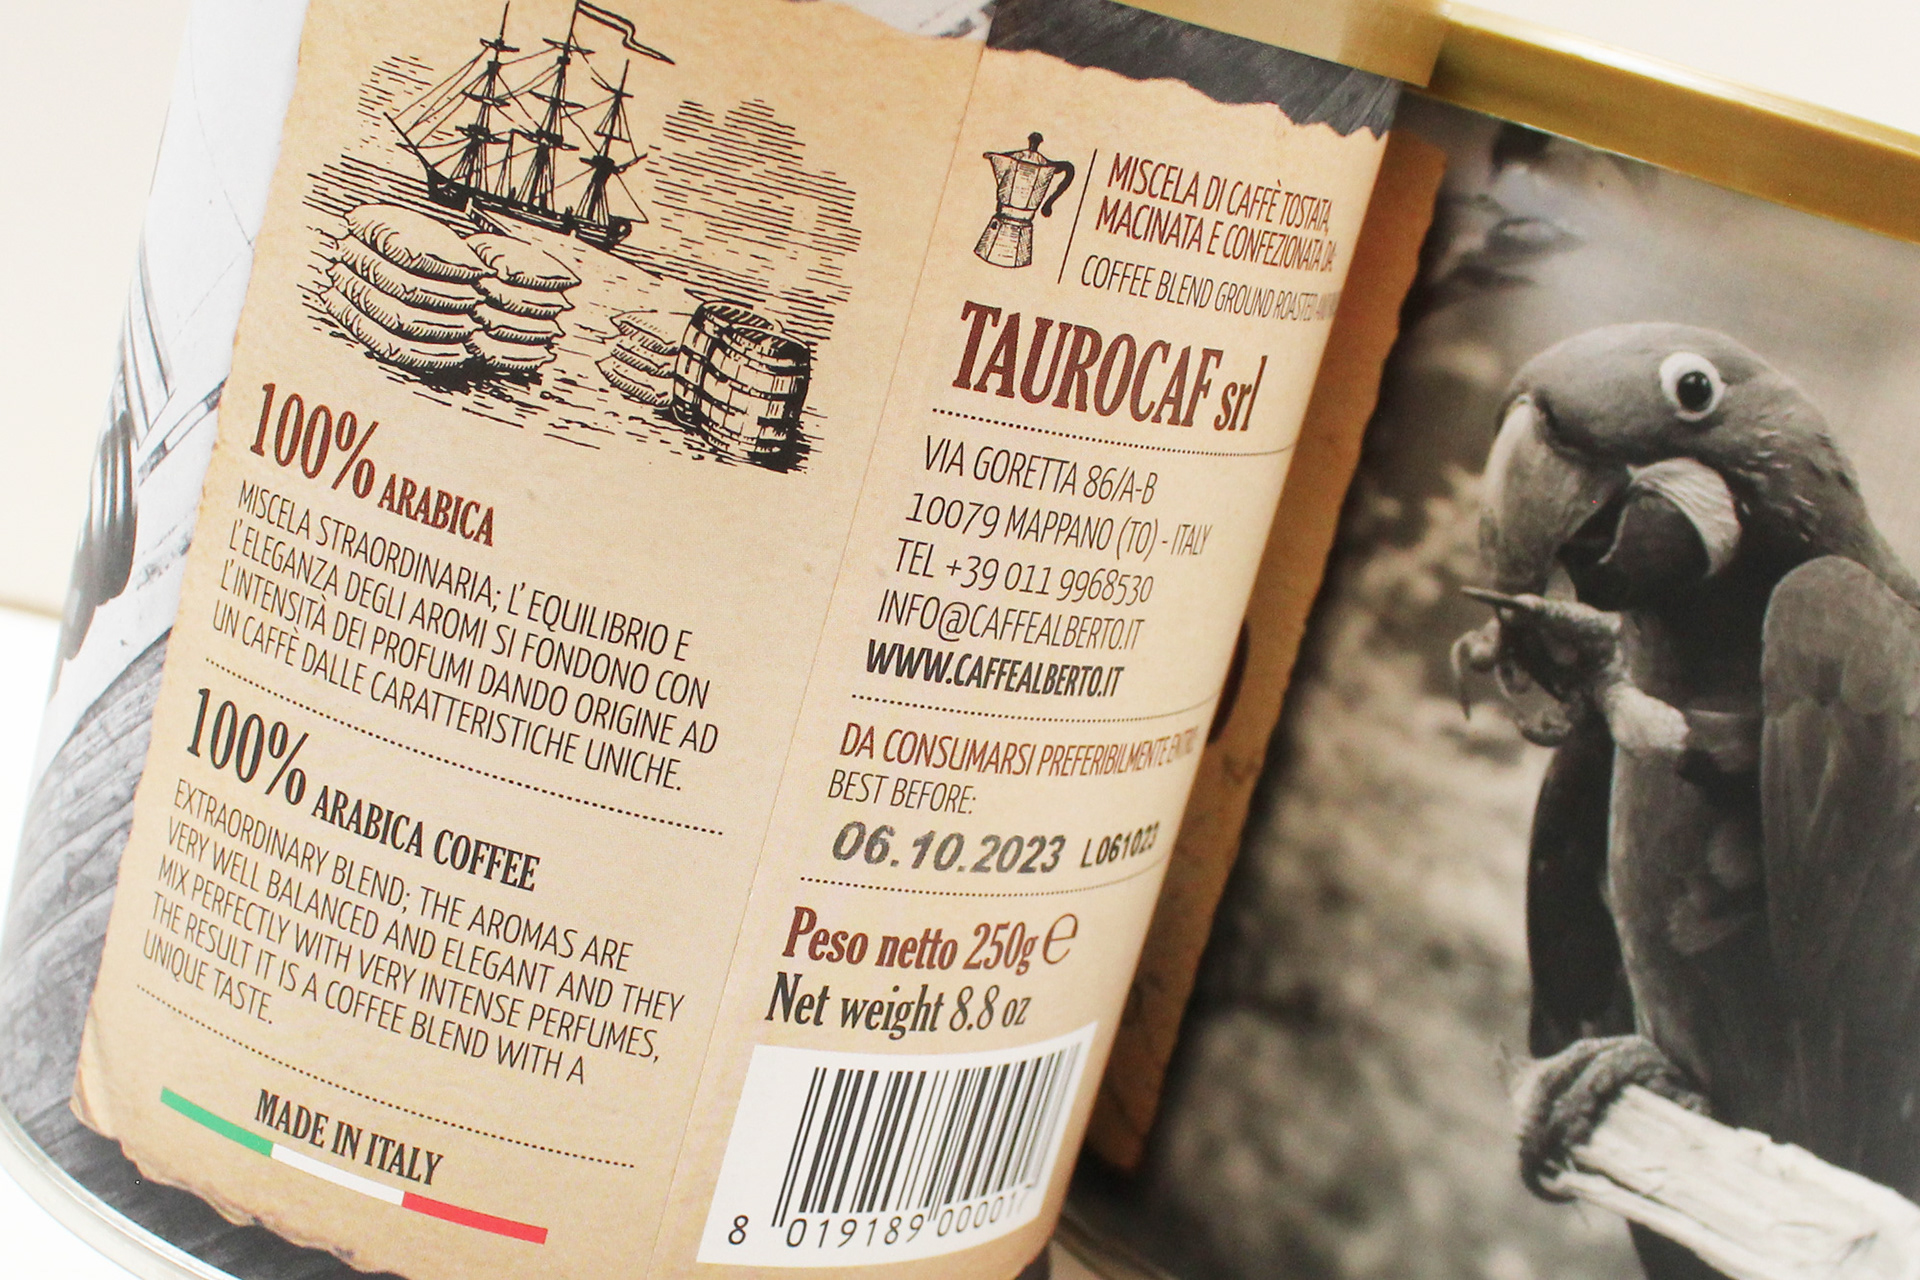 100% ARABICA
MISCELA STRAORDINARIA; L'EQUILIBRIO E
L'ELEGANZA DEGLI AROMI SI FONDONO CON
L'INTENSITÀ DEI PROFUMI DANDO ORIGINE AD
UN CAFFÈ DALLE CARATTERISTICHE UNICHE.
100% ARABICA COFFEE
EXTRAORDINARY BLEND; THE AROMAS ARE
VERY WELL BALANCED AND ELEGANT AND THEY
MIX PERFECTLY WITH VERY INTENSE PERFUMES,
THE RESULT IT IS A COFFEE BLEND WITH A
UNIQUE TASTE.
MADE IN ITALY
MISCELA DI CAFFÈ TOSTATA,
MACINATA E CONFEZIONATA DA:
COFFEE BLEND GROUND ROASTED
TAUROCAF srl
VIA GORETTA 86/A-B
10079 MAPPANO (TO) - ITALY
TEL +39 011 9968530
INFO@CAFFEALBERTO.IT
WWW.CAFFEALBERTO.IT
DA CONSUMARSI PREFERIBILMENTE ENTRO
BEST BEFORE:
06.10.2023 L061023
Peso netto 250g ℮
Net weight 8.8 oz
8 019189 000017